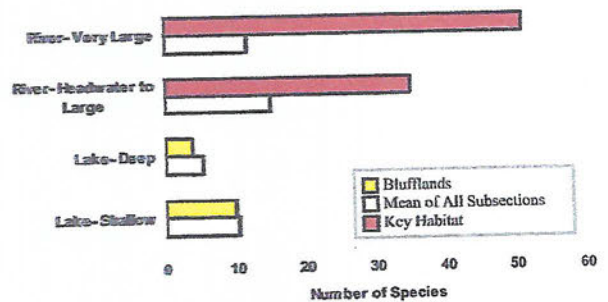 River-Very Large
River-Headwater to
Large
Lake-Deep
Lake-Shallow
Blufflands
Mean of All Subsections
Key Habitat
0 10 20 30 40 50 60
Number of Species